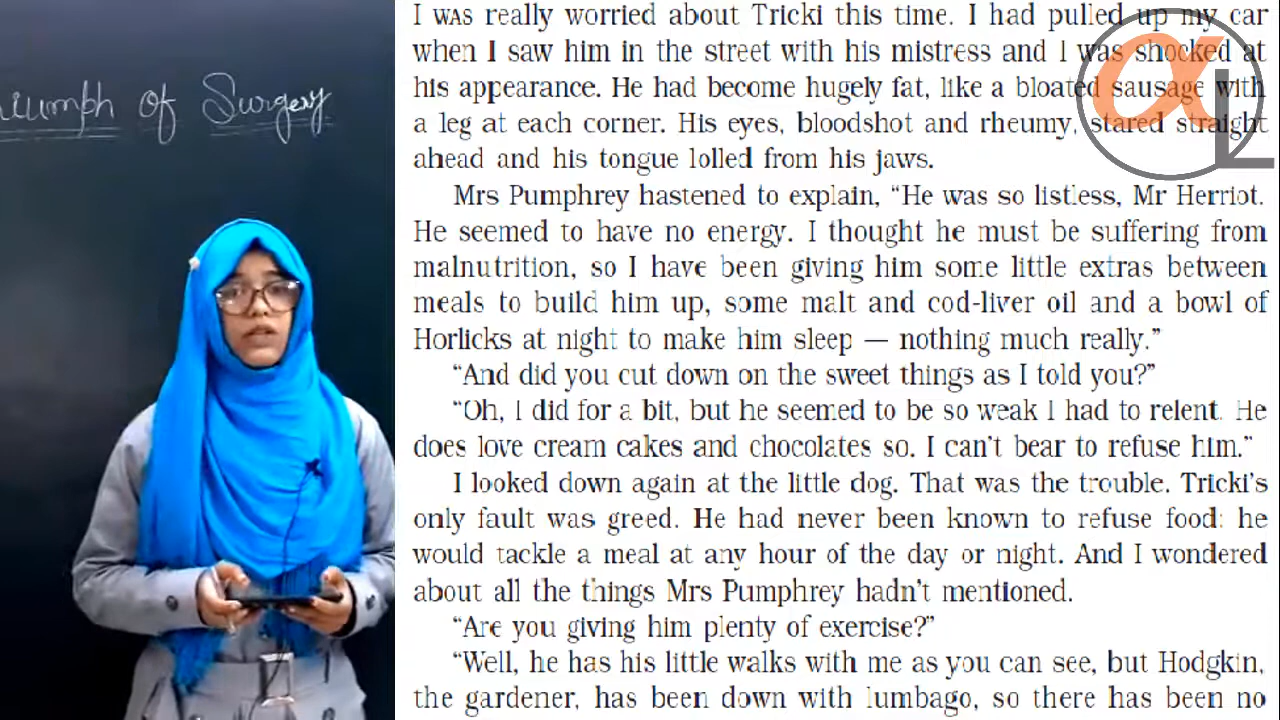 of Surgery
I WAS really worried about Tricki this time. I had pulled up my car
when I saw him in the street with his mistress and I was shocked at
his appearance. He had become hugely fat, like a bloated sausage with
a leg at each corner. His eyes, bloodshot and rheumy, stared straight
ahead and his tongue lolled from his jaws.
Mrs Pumphrey hastened to explain, “He was so listless, Mr Herriot.
He seemed to have no energy. I thought he must be suffering from
malnutrition, so I have been giving him some little extras between
meals to build him up, some malt and cod-liver oil and a bowl of
Horlicks at night to make him sleep — nothing much really.”
“And did you cut down on the sweet things as I told you?”
“Oh, I did for a bit, but he seemed to be so weak I had to relent. He
does love cream cakes and chocolates so. I can’t bear to refuse him.”
I looked down again at the little dog. That was the trouble. Tricki’s
only fault was greed. He had never been known to refuse food: he
would tackle a meal at any hour of the day or night. And I wondered
about all the things Mrs Pumphrey hadn’t mentioned.
“Are you giving him plenty of exercise?”
“Well, he has his little walks with me as you can see, but Hodgkin,
the gardener, has been down with lumbago, so there has been no